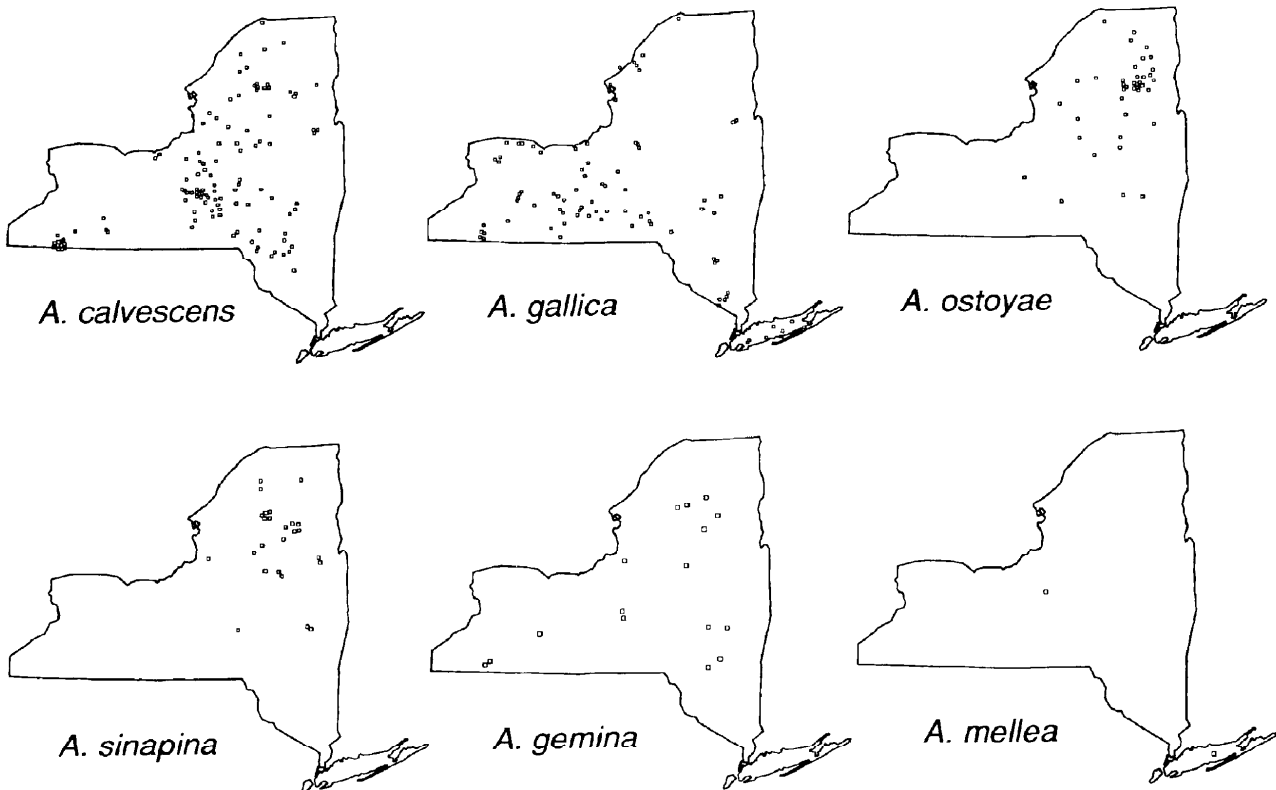 A. calvescens
A. gallica
A. ostoyae
A. sinapina
A. gemina
A. mellea